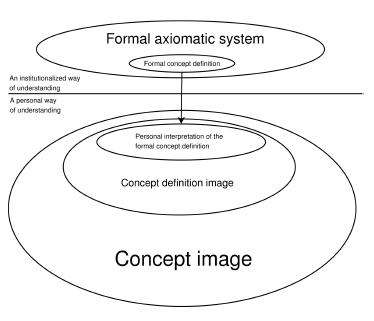 Formal axiomatic system
Formal concept definition
An institutionalized way
of understanding
A personal way
of understanding
Personal interpretation of the
formal concept definition
Concept definition image
Concept image